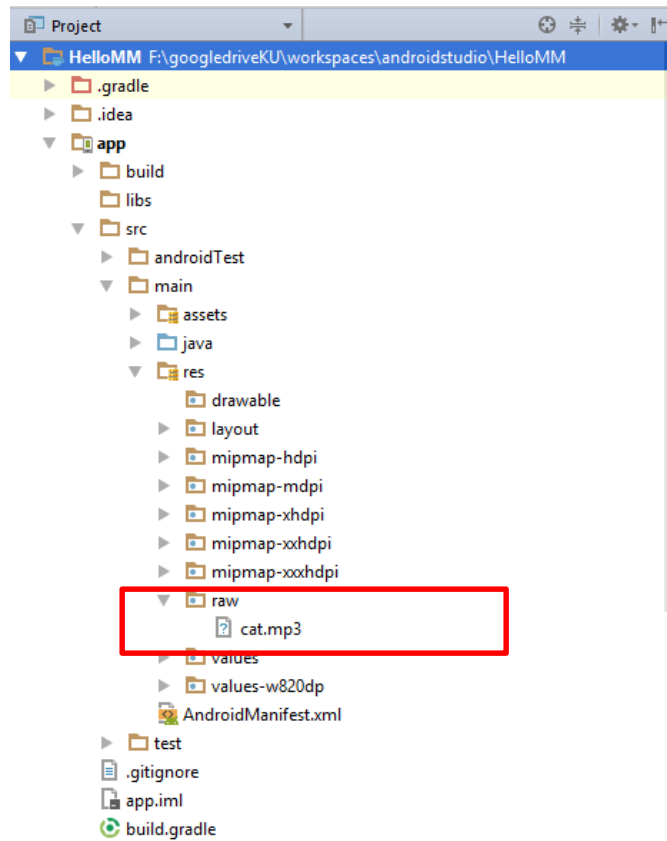 Project
HelloMM F:\googledriveKU\workspaces\androidstudio\HelloMM
.gradle
.idea
app
build
libs
src
androidTest
main
assets
java
res
drawable
layout
mipmap-hdpi
mipmap-mdpi
mipmap-xhdpi
mipmap-xxhdpi
mipmap-xxxhdpi
raw
cat.mp3
values
values-w820dp
AndroidManifest.xml
test
.gitignore
app.iml
build.gradle